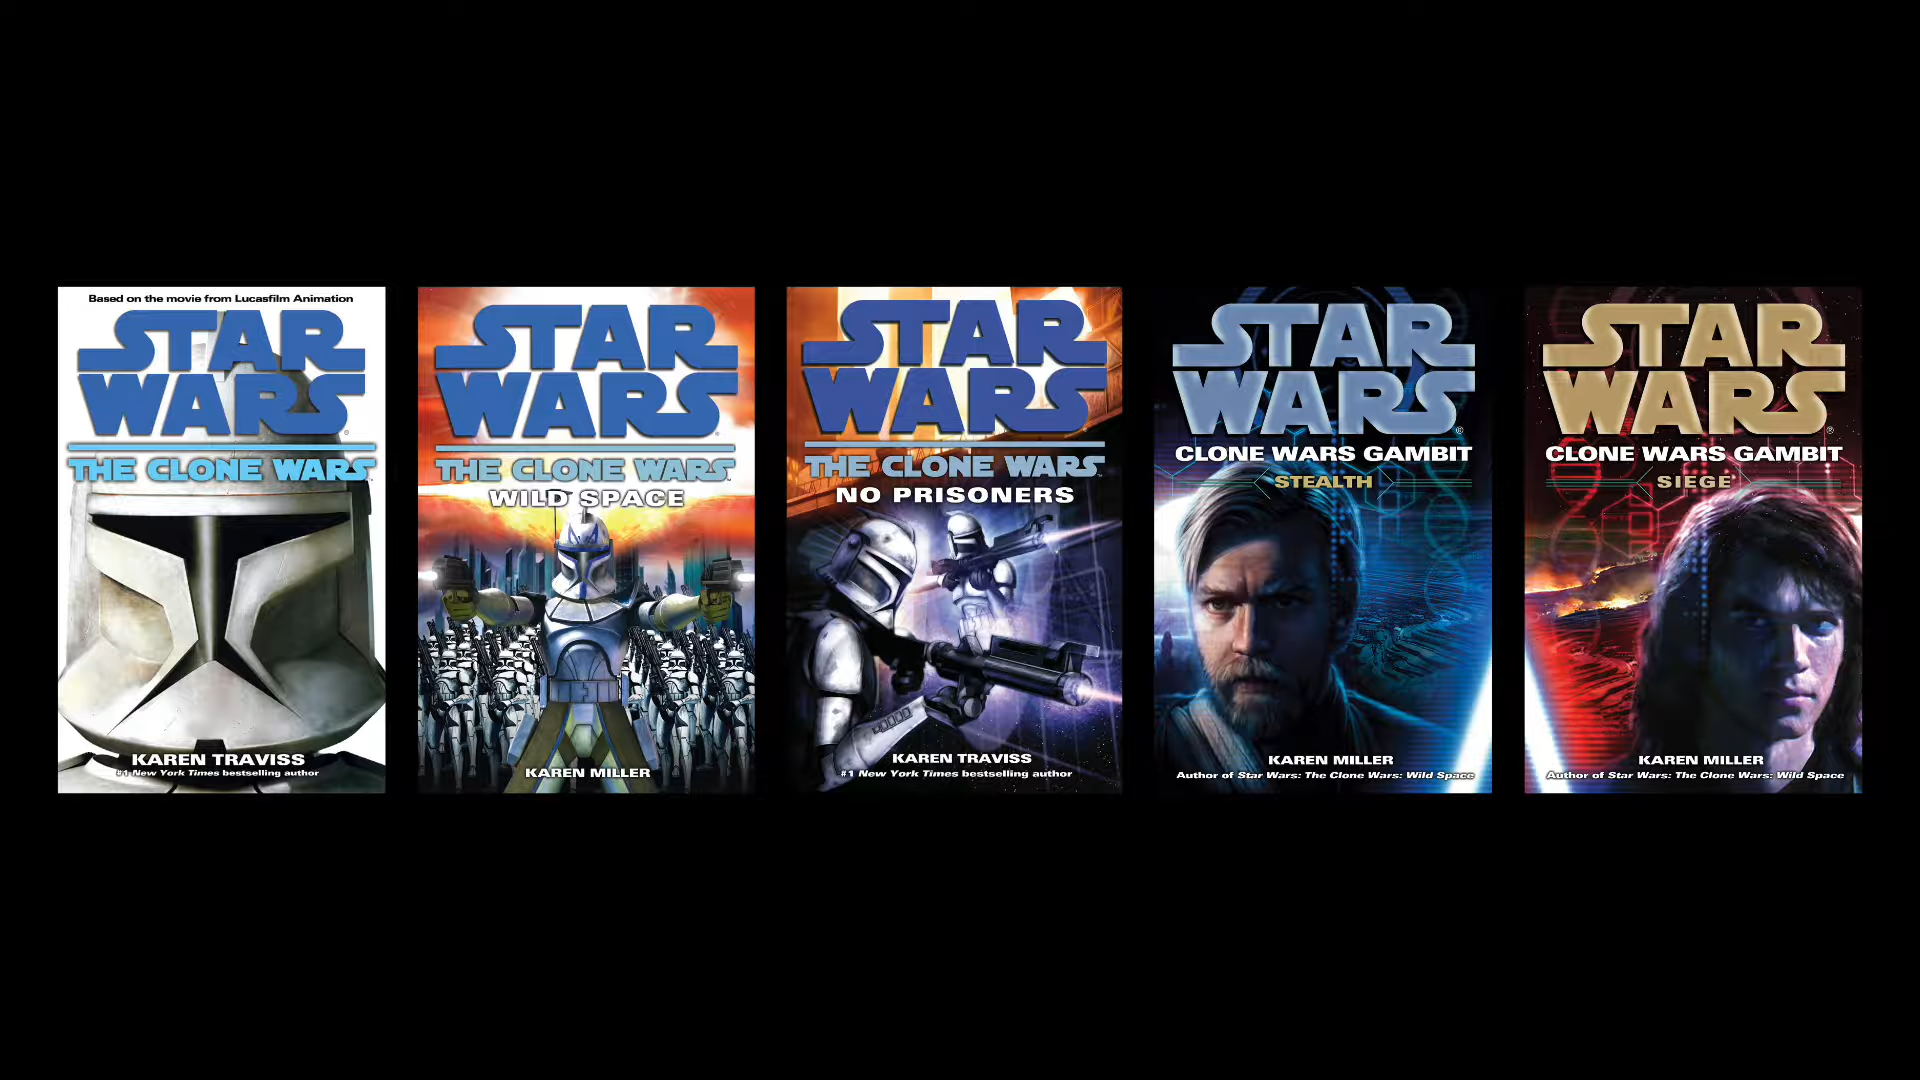 Based on the movie from Lucasfilm Animation
STAR
WARS
THE CLONE WARS
KAREN TRAVISS
#1 New York Times bestselling author
STAR
WARS
THE CLONE WARS
WILD SPACE
KAREN MILLER
STAR
WARS
THE CLONE WARS
NO PRISONERS
KAREN TRAVISS
#1 New York Times bestselling author
STAR
WARS®
CLONE WARS GAMBIT
STEALTH
KAREN MILLER
Author of Star Wars: The Clone Wars: Wild Space
STAR
WARS®
CLONE WARS GAMBIT
SIEGE
KAREN MILLER
Author of Star Wars: The Clone Wars: Wild Space